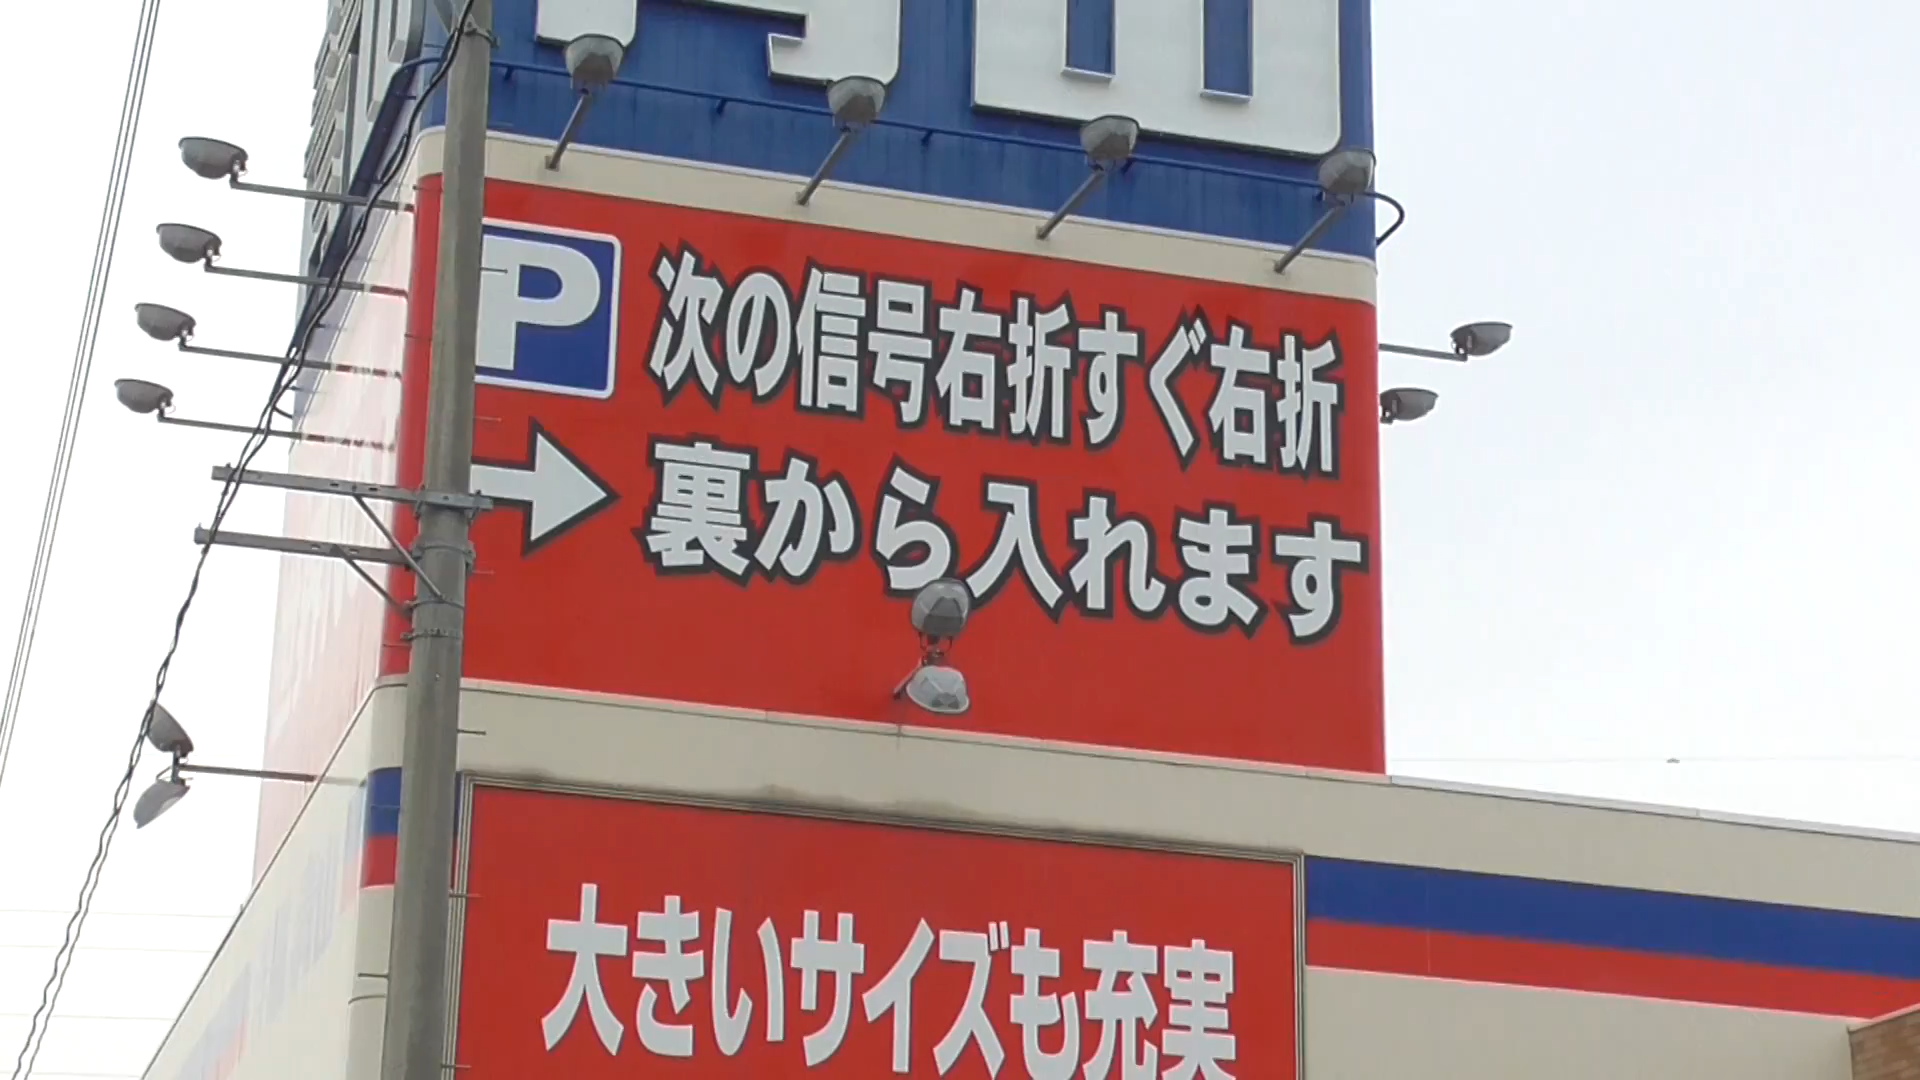 P
次の信号右折すぐ右折
裏から入れます
大きいサイズも充実